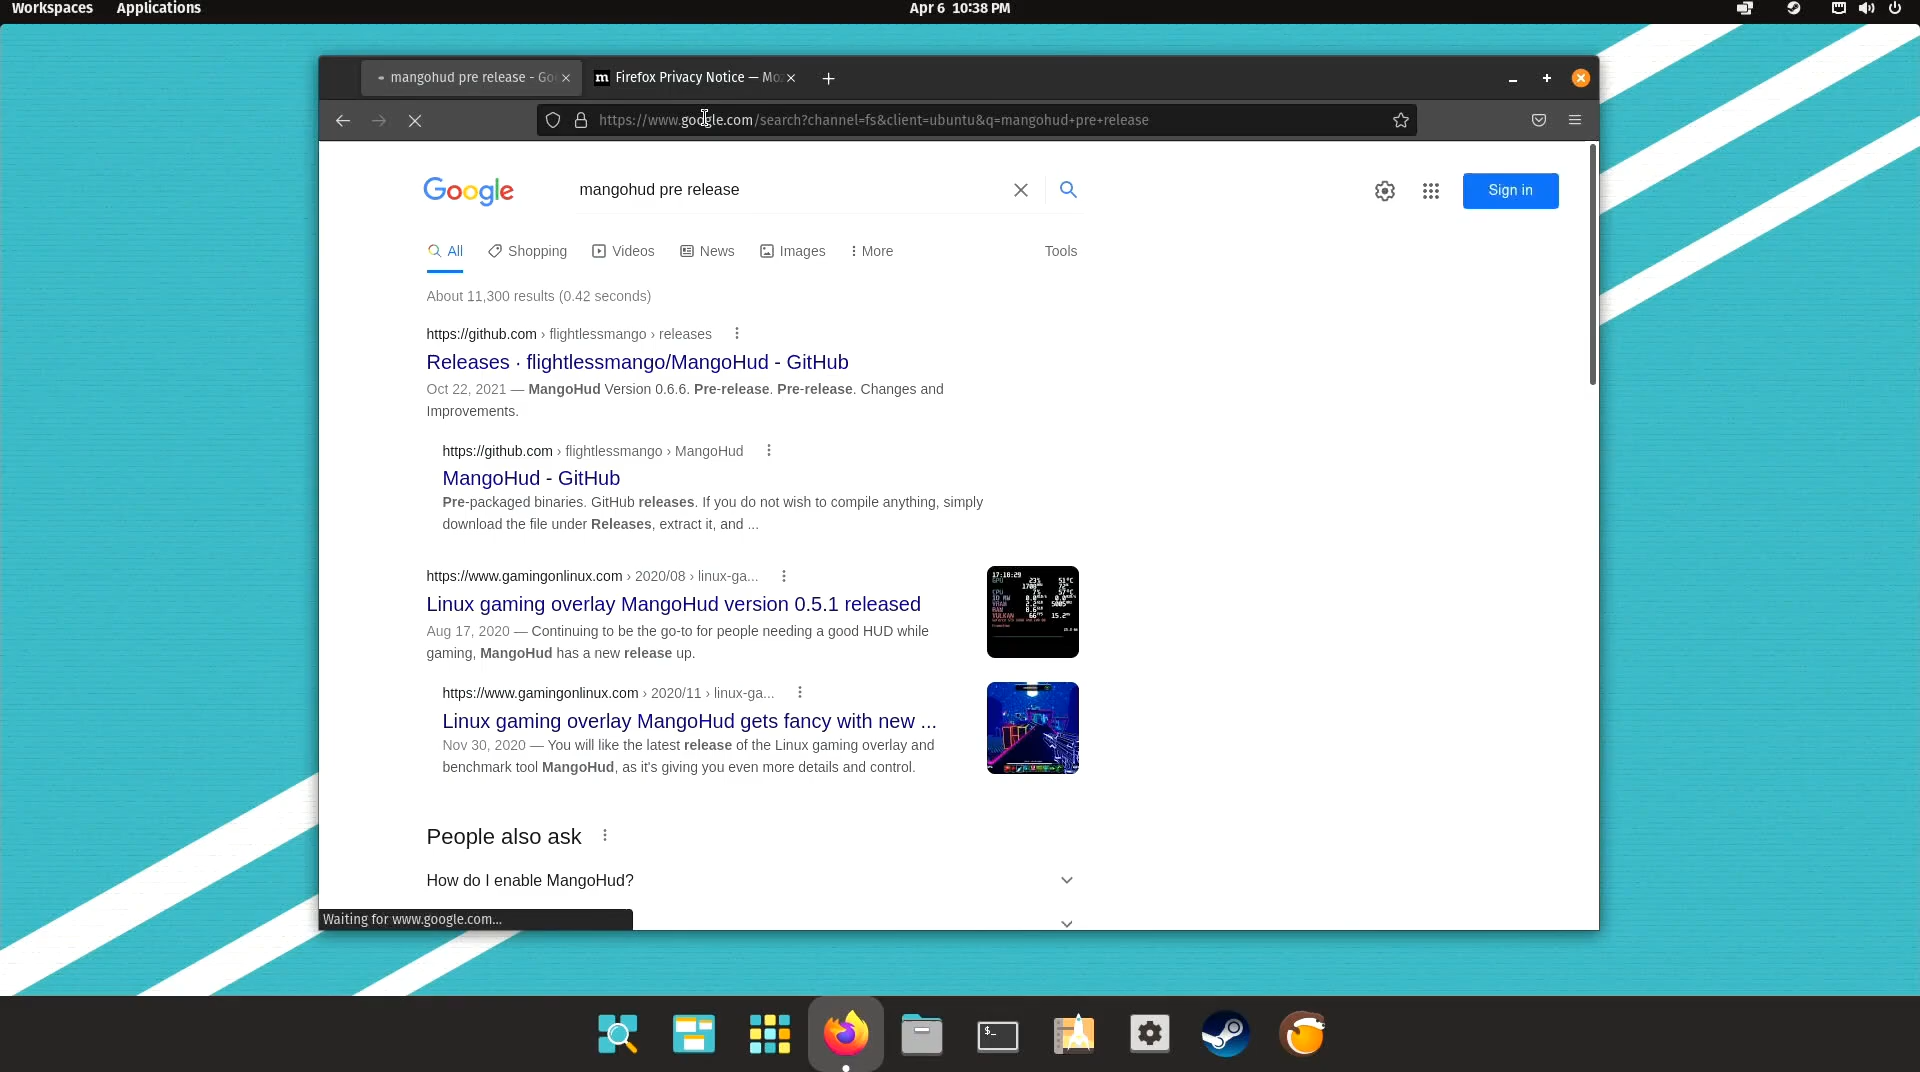 Workspaces Applications Apr 6 10:38 PM
mangohud pre release - Go Firefox Privacy Notice — Mo
https://www.google.com/search?channel=fs&client=ubuntu&q=mangohud+pre+release
Google mangohud pre release Sign in
All Shopping Videos News Images More Tools
About 11,300 results (0.42 seconds)
https://github.com › flightlessmango › releases
Releases · flightlessmango/MangoHud - GitHub
Oct 22, 2021 — MangoHud Version 0.6.6. Pre-release. Pre-release. Changes and
Improvements.
https://github.com › flightlessmango › MangoHud
MangoHud - GitHub
Pre-packaged binaries. GitHub releases. If you do not wish to compile anything, simply
download the file under Releases, extract it, and ...
https://www.gamingonlinux.com › 2020/08 › linux-ga...
Linux gaming overlay MangoHud version 0.5.1 released
Aug 17, 2020 — Continuing to be the go-to for people needing a good HUD while
gaming, MangoHud has a new release up.
https://www.gamingonlinux.com › 2020/11 › linux-ga...
Linux gaming overlay MangoHud gets fancy with new ...
Nov 30, 2020 — You will like the latest release of the Linux gaming overlay and
benchmark tool MangoHud, as it's giving you even more details and control.
People also ask
How do I enable MangoHud?
Waiting for www.google.com...